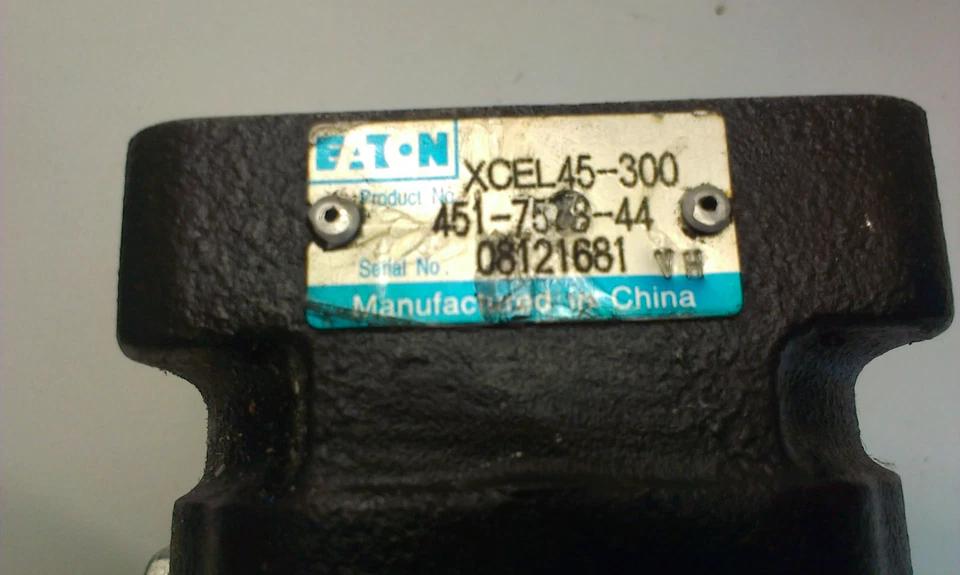 EATON
XCEL45-300
Product No.
Serial No. 08121681 VH
Manufactured in China